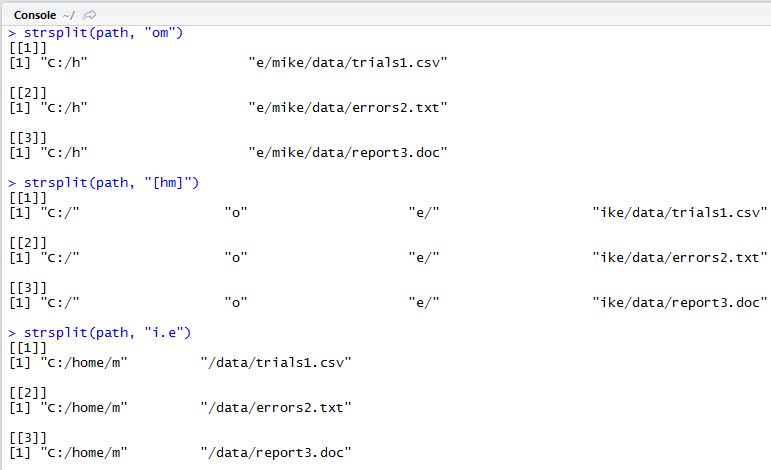 Console ~/
> strsplit(path, "om")
[[1]]
[1] "C:/h" "e/mike/data/trials1.csv"
[[2]]
[1] "C:/h" "e/mike/data/errors2.txt"
[[3]]
[1] "C:/h" "e/mike/data/report3.doc"
> strsplit(path, "[hm]")
[[1]]
[1] "C:/" "o" "e/" "ike/data/trials1.csv"
[[2]]
[1] "C:/" "o" "e/" "ike/data/errors2.txt"
[[3]]
[1] "C:/" "o" "e/" "ike/data/report3.doc"
> strsplit(path, "i.e")
[[1]]
[1] "C:/home/m" "/data/trials1.csv"
[[2]]
[1] "C:/home/m" "/data/errors2.txt"
[[3]]
[1] "C:/home/m" "/data/report3.doc"